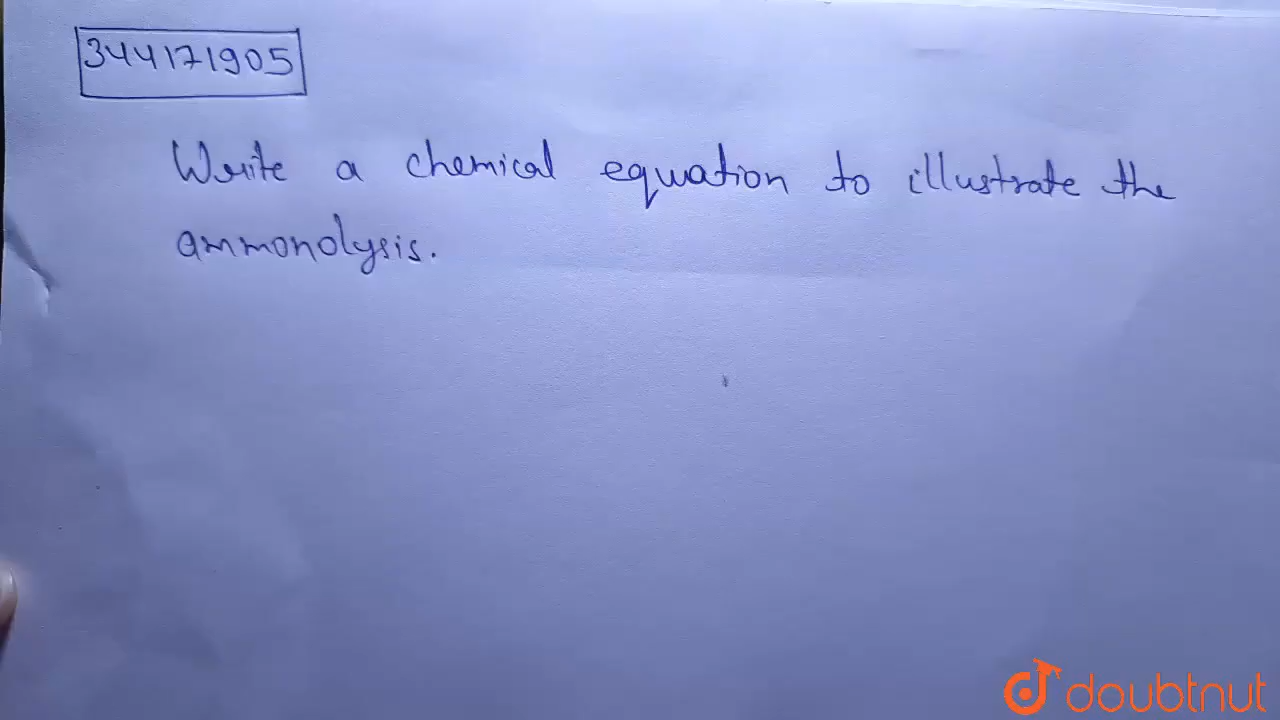 344171905
Write a chemical equation to illustrate the
ammonolysis.
doubtnut